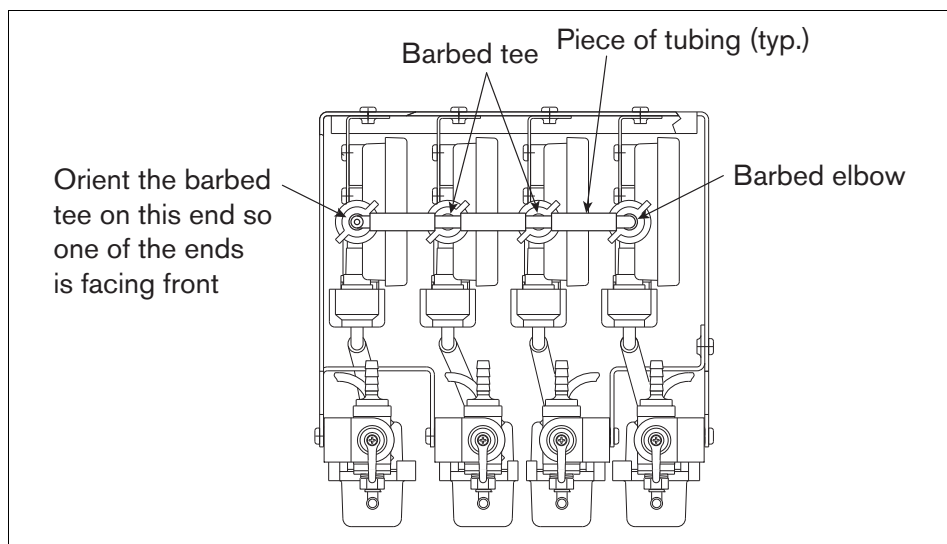 Piece of tubing (typ.)
Barbed tee
Orient the barbed
tee on this end so
one of the ends
is facing front
Barbed elbow